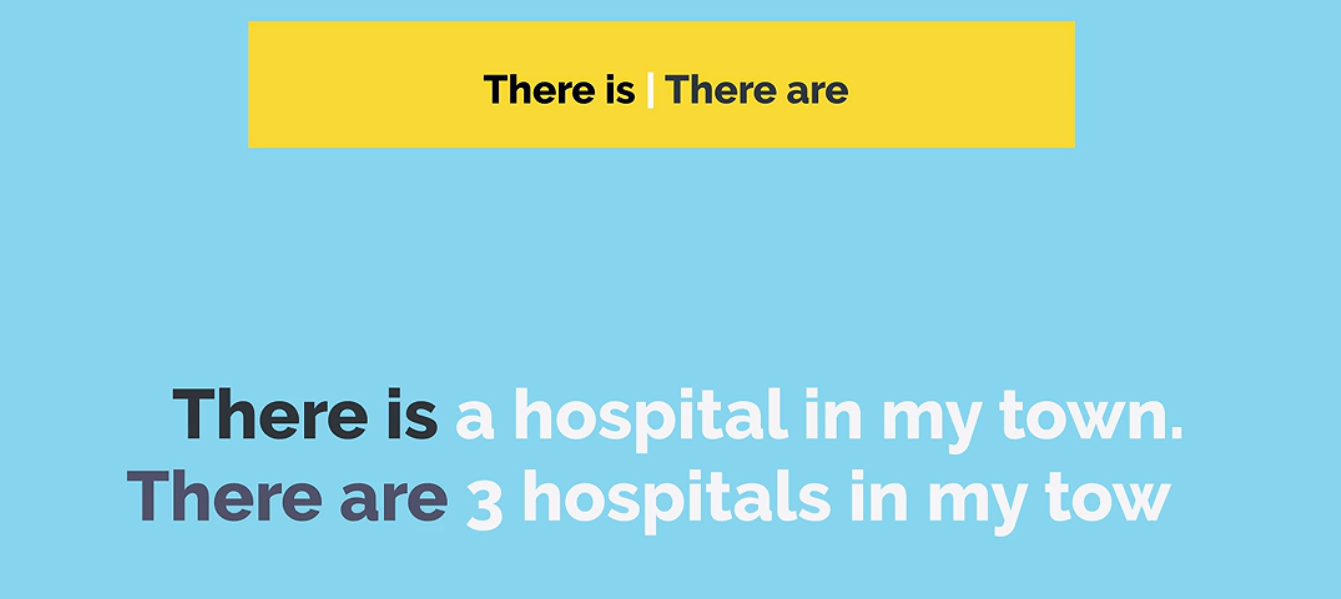 There is | There are
There is a hospital in my town.
There are 3 hospitals in my tow